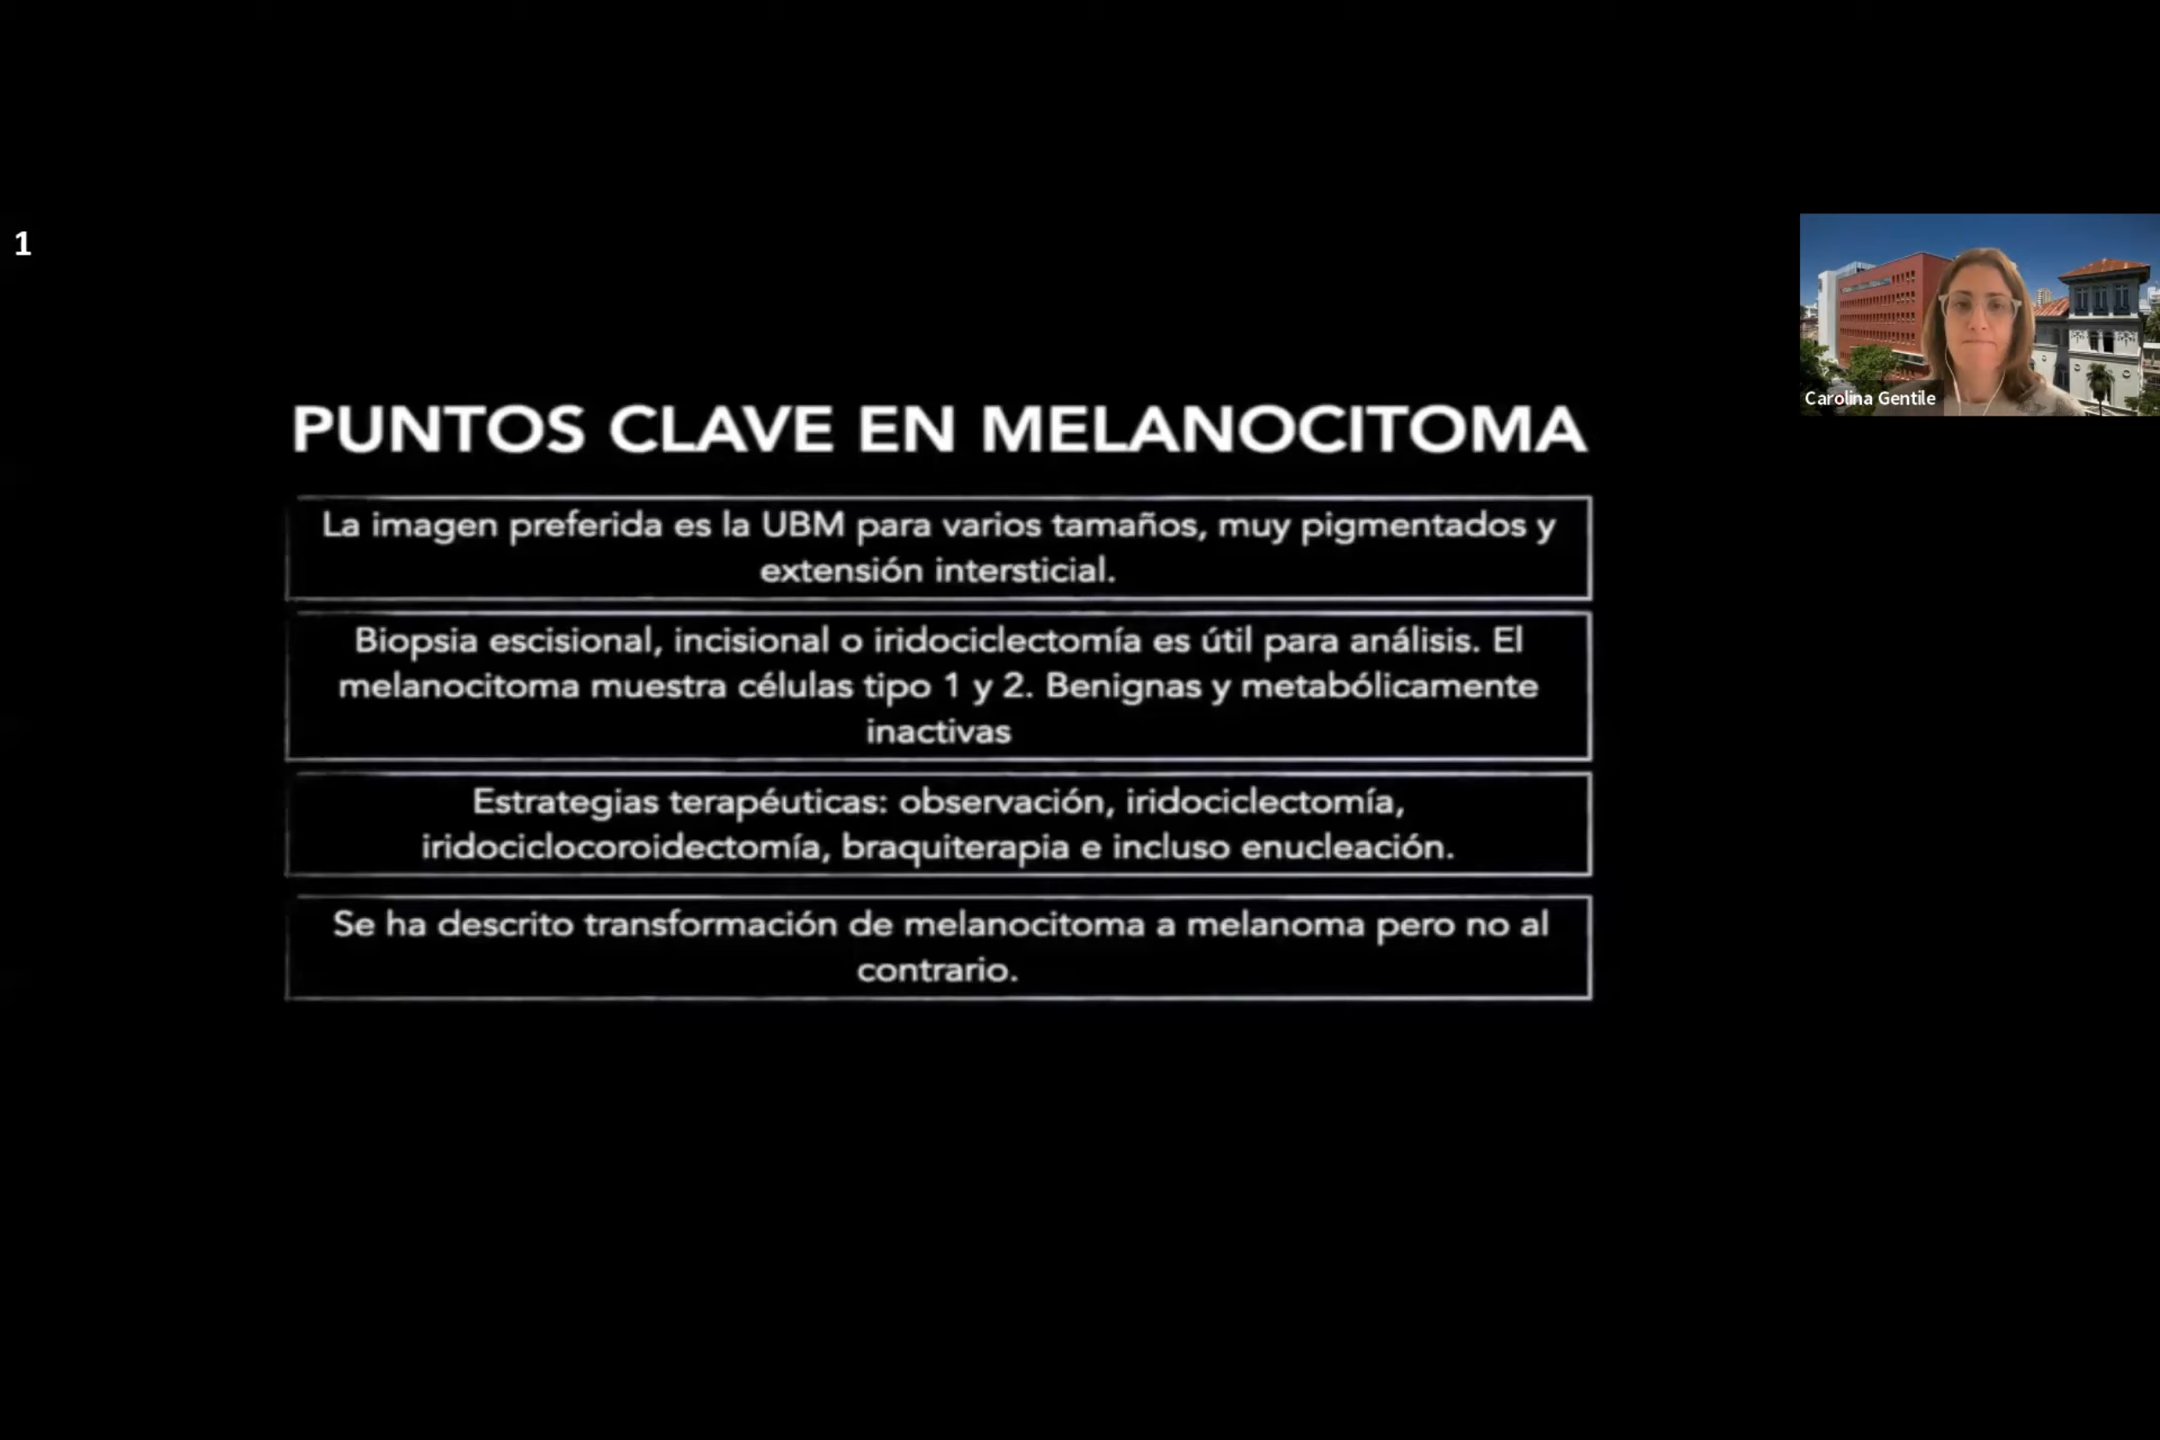 1
Carolina Gentile
PUNTOS CLAVE EN MELANOCITOMA
La imagen preferida es la UBM para varios tamaños, muy pigmentados y
extensión intersticial.
Biopsia escisional, incisional o iridociclectomía es útil para análisis. El
melanocitoma muestra células tipo 1 y 2. Benignas y metabólicamente
inactivas
Estrategias terapéuticas: observación, iridociclectomía,
iridociclocoroidectomía, braquiterapia e incluso enucleación.
Se ha descrito transformación de melanocitoma a melanoma pero no al
contrario.